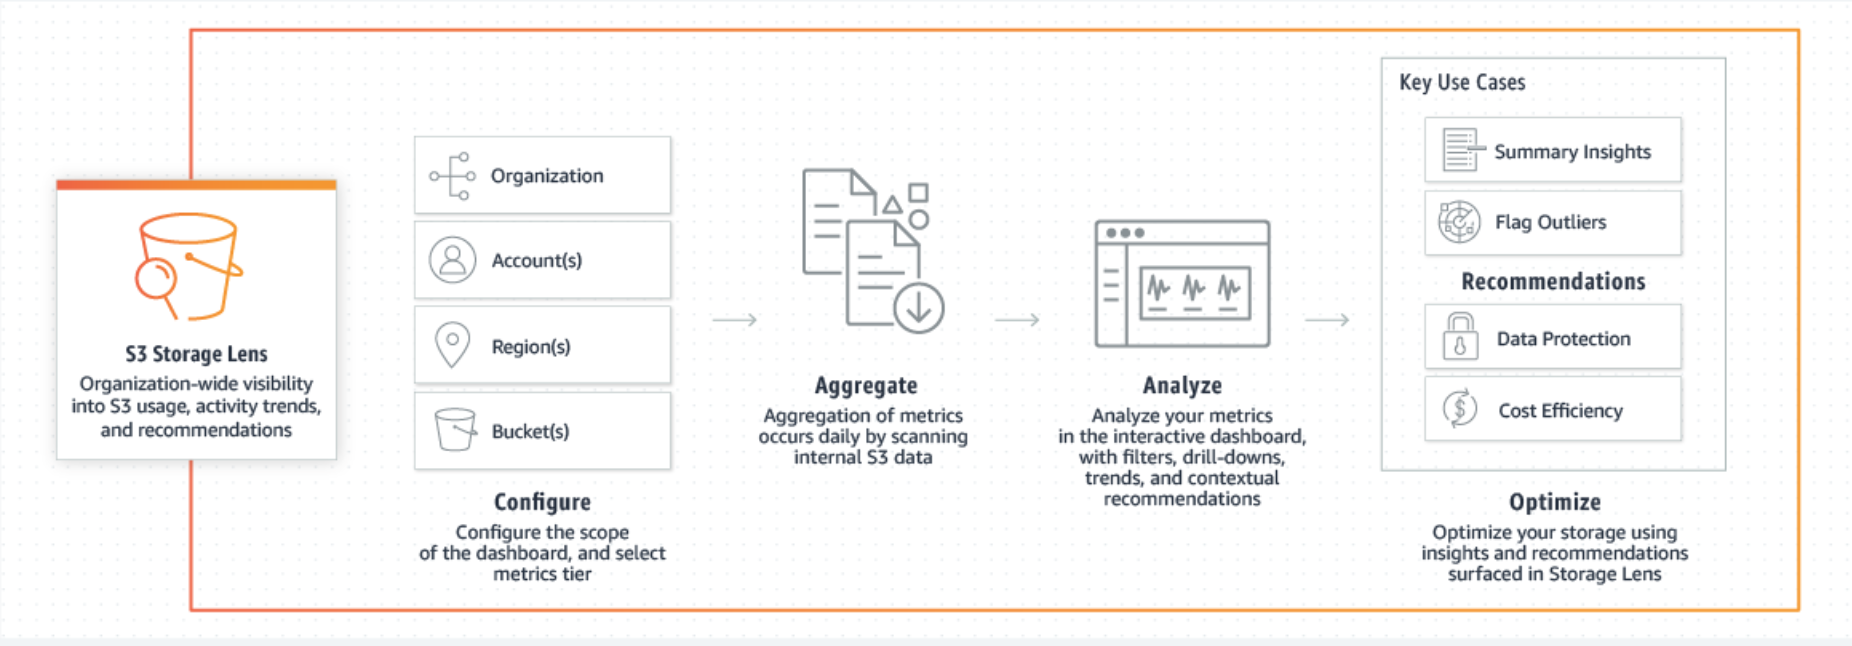 S3 Storage Lens
Organization-wide visibility
into S3 usage, activity trends,
and recommendations
Organization
Account(s)
Region(s)
Bucket(s)
Configure
Configure the scope
of the dashboard, and select
metrics tier
Aggregate
Aggregation of metrics
occurs daily by scanning
internal S3 data
Analyze
Analyze your metrics
in the interactive dashboard,
with filters, drill-downs,
trends, and contextual
recommendations
Key Use Cases
Summary Insights
Flag Outliers
Recommendations
Data Protection
$
Cost Efficiency
Optimize
Optimize your storage using
insights and recommendations
surfaced in Storage Lens